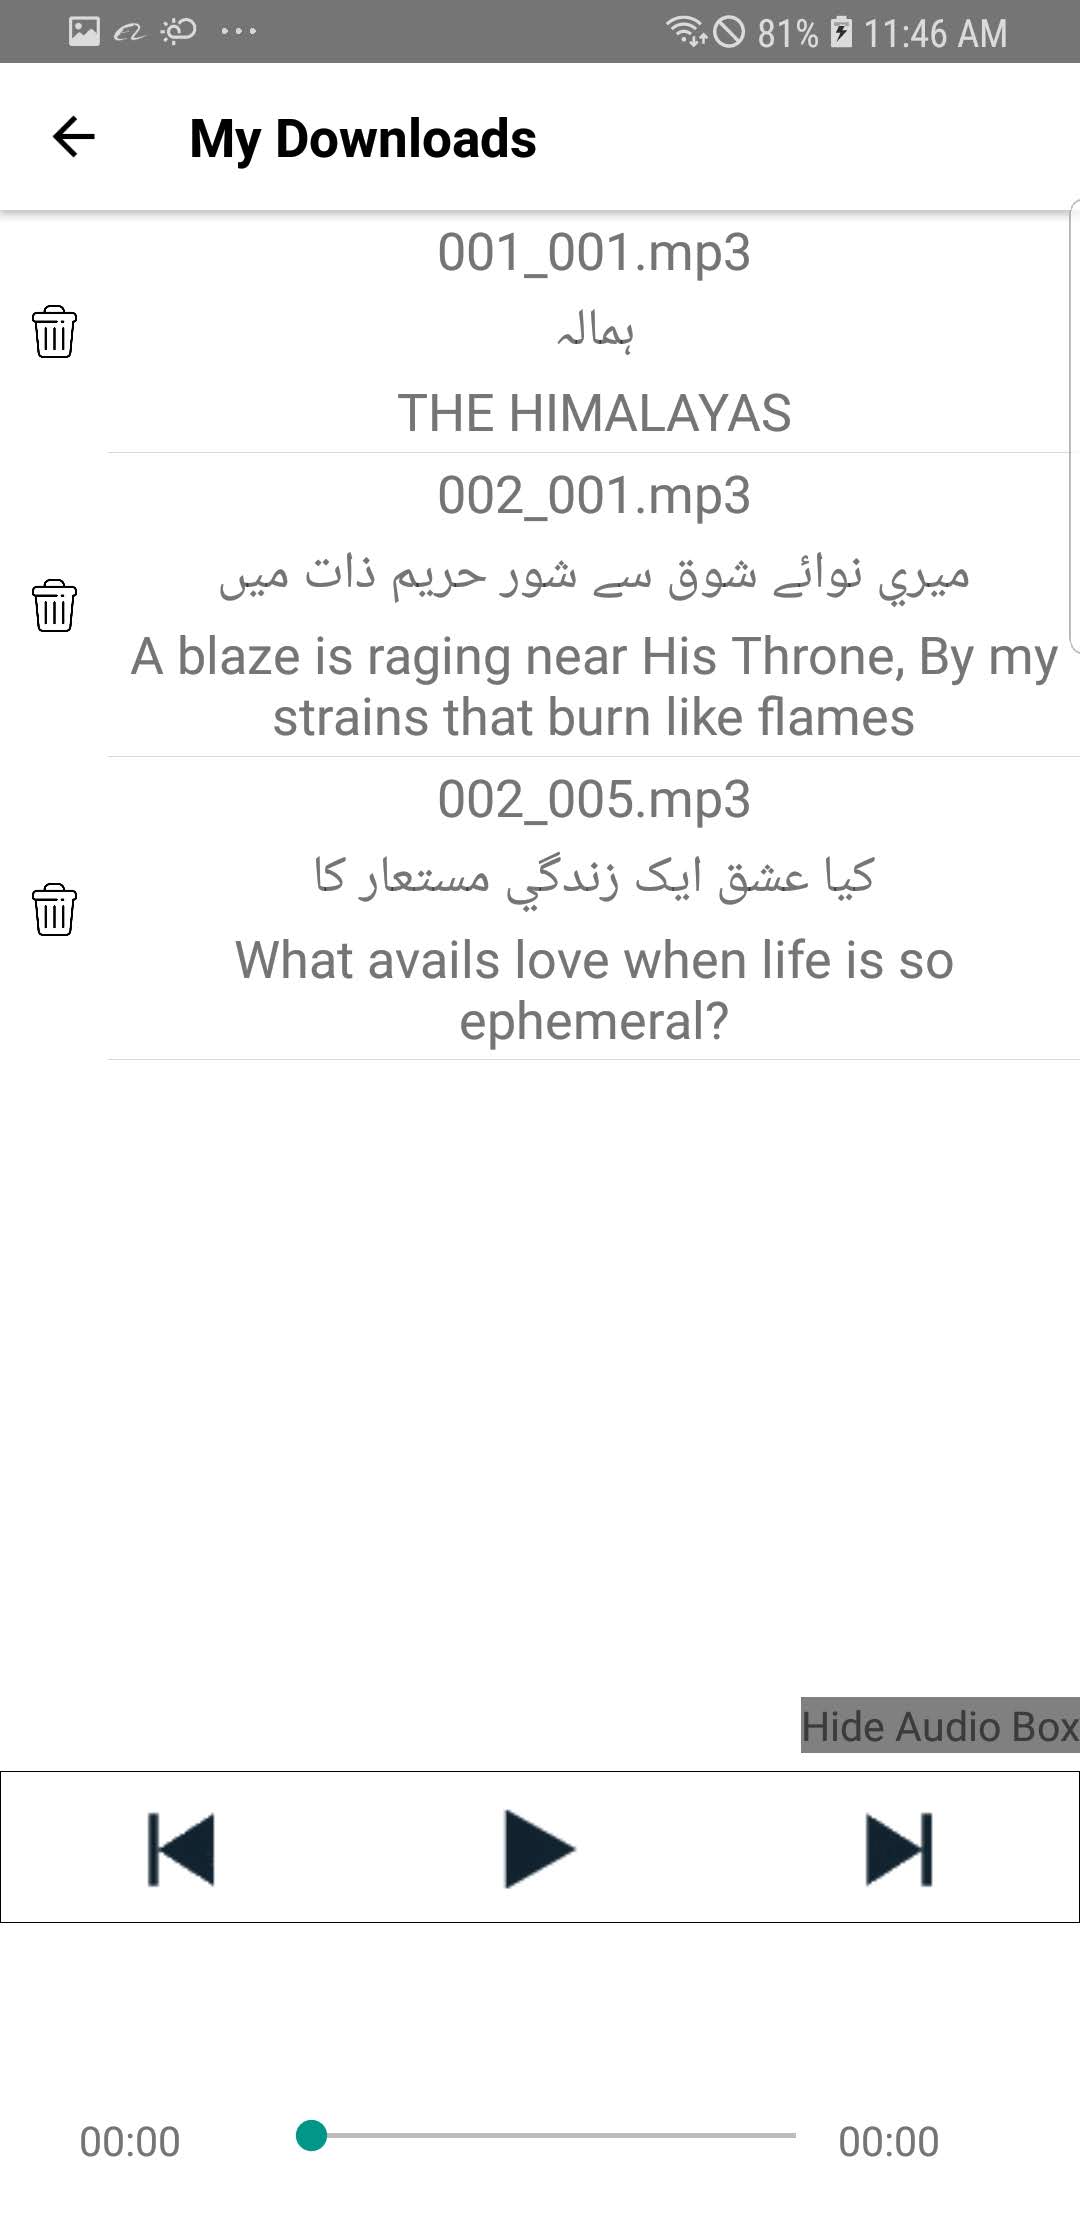 81% 11:46 AM
My Downloads
001_001.mp3
ہمالہ
THE HIMALAYAS
002_001.mp3
ميري نوائے شوق سے شور حريم ذات ميں
A blaze is raging near His Throne, By my
strains that burn like flames
002_005.mp3
کيا عشق ايک زندگي مستعار کا
What avails love when life is so
ephemeral?
Hide Audio Box
00:00 00:00